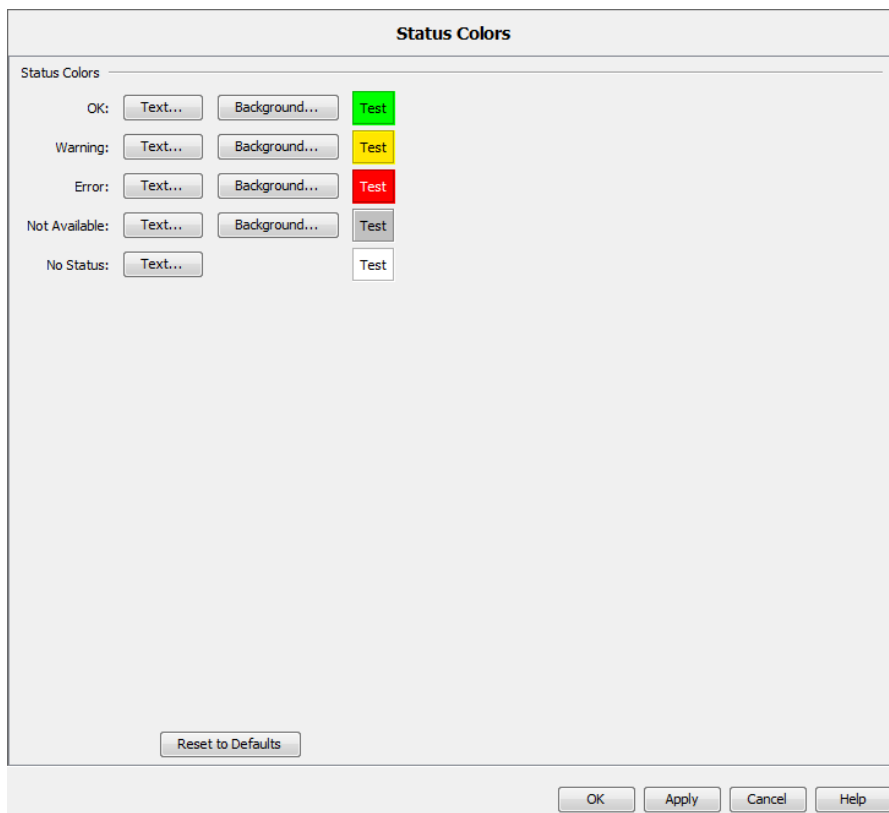 Status Colors
Status Colors
OK: Text... Background... Test
Warning: Text... Background... Test
Error: Text... Background... Test
Not Available: Text... Background... Test
No Status: Text... Test
Reset to Defaults
OK Apply Cancel Help